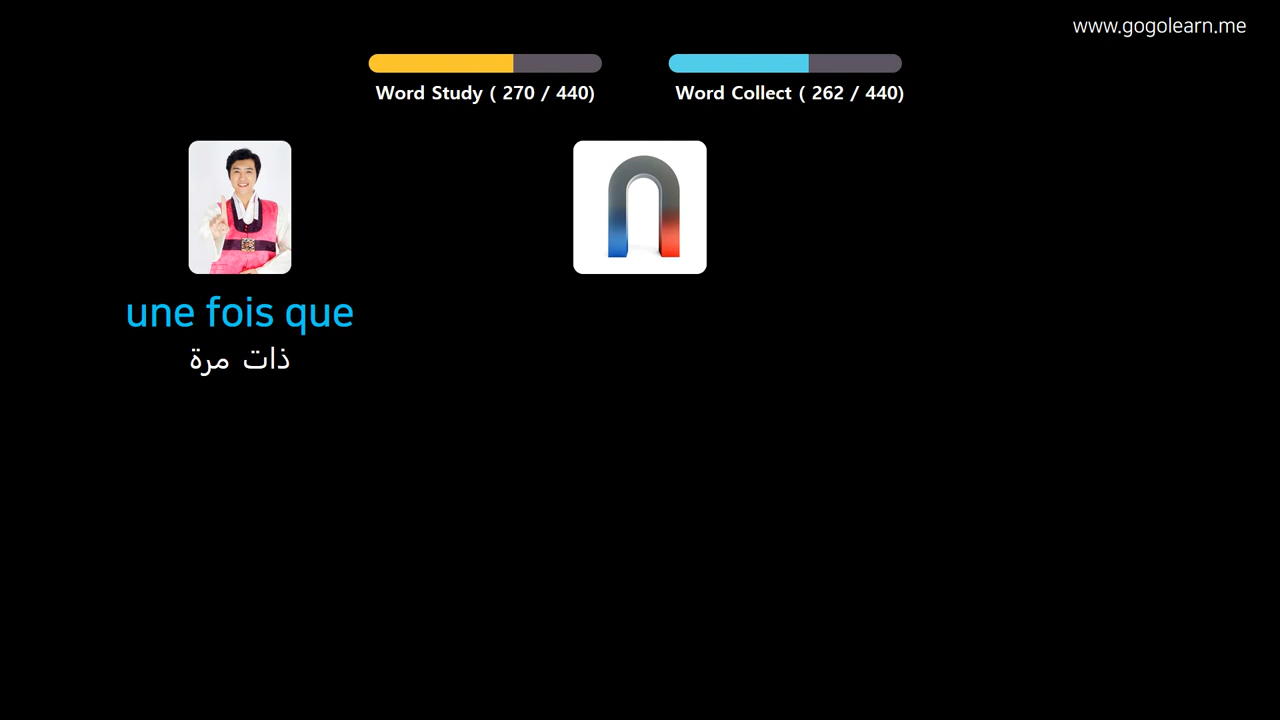 www.gogolearn.me
Word Study ( 270 / 440)
Word Collect ( 262 / 440)
une fois que
ذات مرة